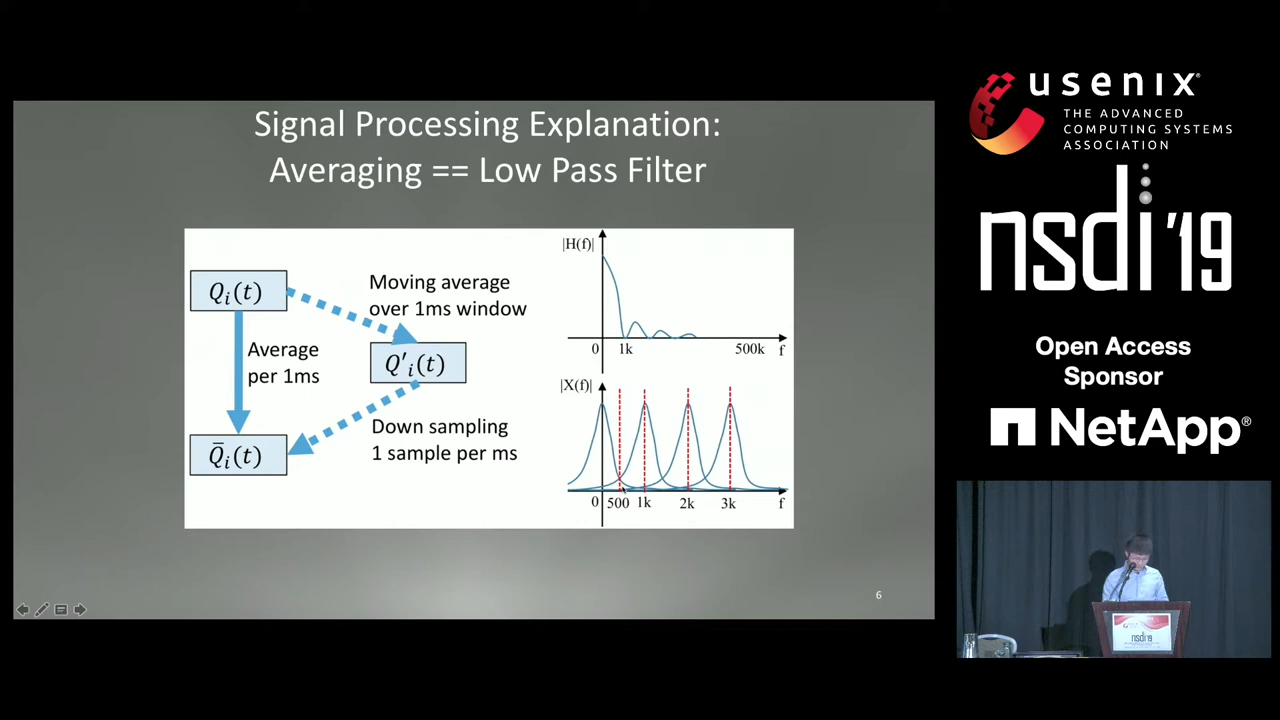 Signal Processing Explanation:
Averaging == Low Pass Filter
Qᵢ(t)
Moving average
over 1ms window
Average
per 1ms
Q'ᵢ(t)
Down sampling
1 sample per ms
Q̄ᵢ(t)
|H(f)|
0 1k 500k f
|X(f)|
0 500 1k 2k 3k f
6
usenix®
THE ADVANCED
COMPUTING SYSTEMS
ASSOCIATION
nsdi '19
Open Access
Sponsor
NetApp®
nsdi'19